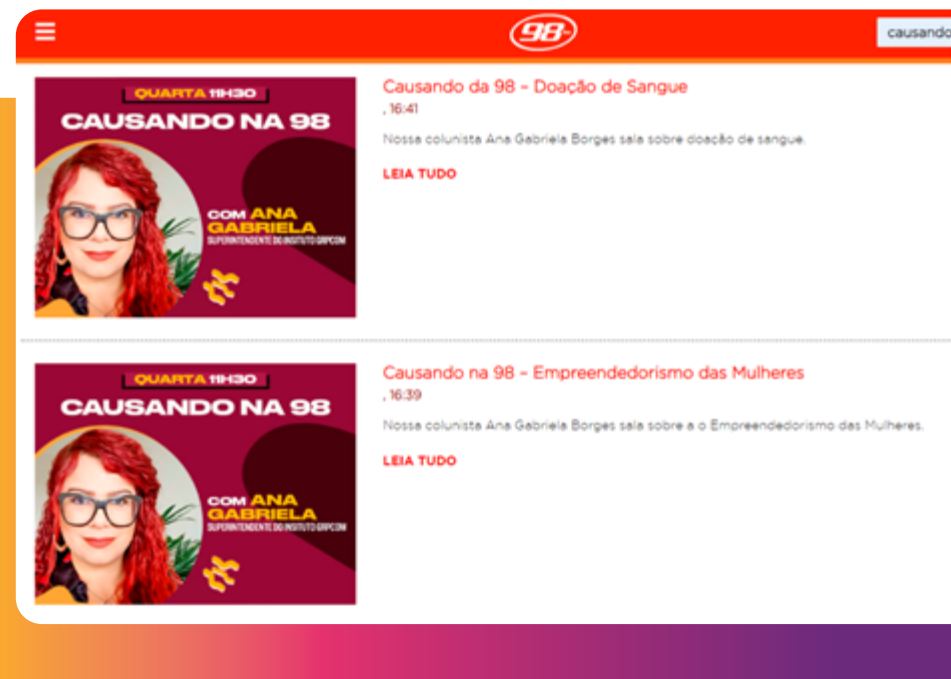 98
causando
QUARTA 11H30
CAUSANDO NA 98
COM ANA
GABRIELA
SUPERINTENDENTE DO INSITUTO GRPCOM
Causando da 98 – Doação de Sangue
, 16:41
Nossa colunista Ana Gabriela Borges sala sobre doação de sangue.
LEIA TUDO
QUARTA 11H30
CAUSANDO NA 98
COM ANA
GABRIELA
SUPERINTENDENTE DO INSITUTO GRPCOM
Causando na 98 – Empreendedorismo das Mulheres
, 16:39
Nossa colunista Ana Gabriela Borges sala sobre a o Empreendedorismo das Mulheres.
LEIA TUDO